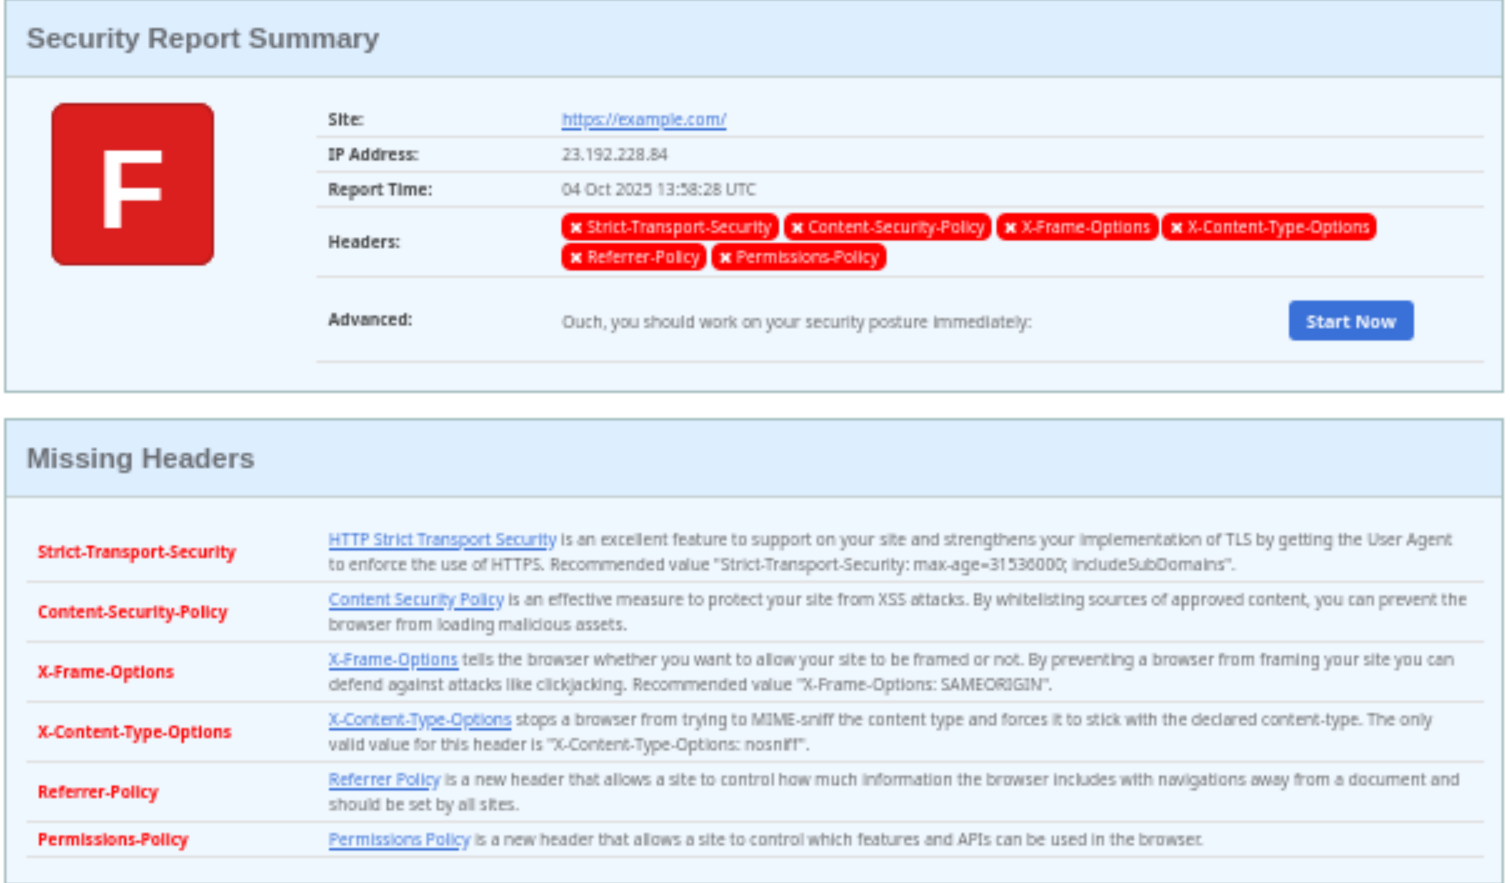 Security Report Summary
F
Site: https://example.com/
IP Address: 23.192.228.84
Report Time: 04 Oct 2025 13:58:28 UTC
Headers: ✖ Strict-Transport-Security ✖ Content-Security-Policy ✖ X-Frame-Options ✖ X-Content-Type-Options
✖ Referrer-Policy ✖ Permissions-Policy
Advanced: Ouch, you should work on your security posture immediately: Start Now
Missing Headers
Strict-Transport-Security
HTTP Strict Transport Security is an excellent feature to support on your site and strengthens your implementation of TLS by getting the User Agent
to enforce the use of HTTPS. Recommended value "Strict-Transport-Security: max-age=31536000; includeSubDomains".
Content-Security-Policy
Content Security Policy is an effective measure to protect your site from XSS attacks. By whitelisting sources of approved content, you can prevent the
browser from loading malicious assets.
X-Frame-Options
X-Frame-Options tells the browser whether you want to allow your site to be framed or not. By preventing a browser from framing your site you can
defend against attacks like clickjacking. Recommended value "X-Frame-Options: SAMEORIGIN".
X-Content-Type-Options
X-Content-Type-Options stops a browser from trying to MIME-sniff the content type and forces it to stick with the declared content-type. The only
valid value for this header is "X-Content-Type-Options: nosniff".
Referrer-Policy
Referrer Policy is a new header that allows a site to control how much information the browser includes with navigations away from a document and
should be set by all sites.
Permissions-Policy
Permissions Policy is a new header that allows a site to control which features and APIs can be used in the browser.